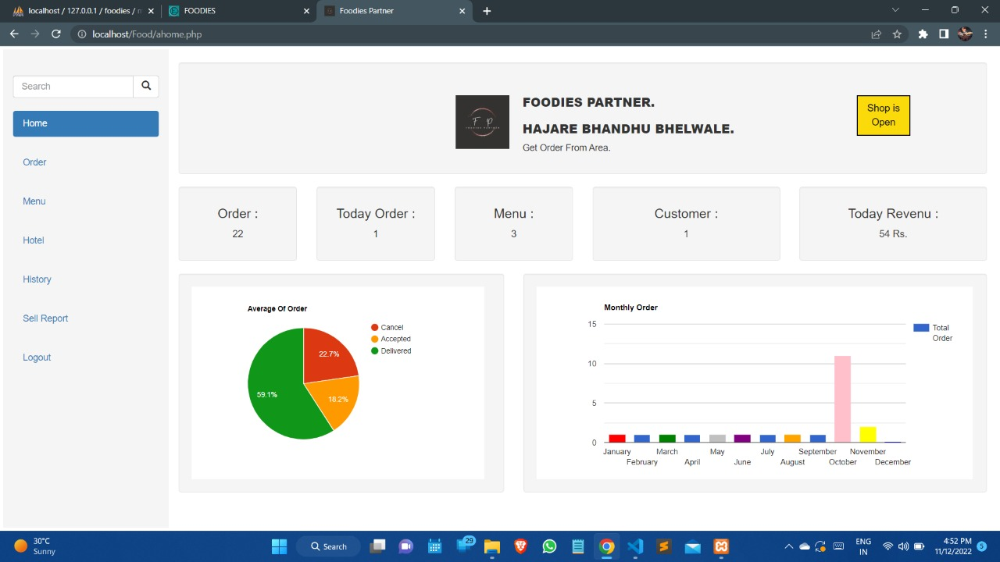 localhost / 127.0.0.1 / foodies / m
FOODIES
Foodies Partner
localhost/Food/ahome.php
Search
Home
Order
Menu
Hotel
History
Sell Report
Logout
FOODIES PARTNER.
HAJARE BHANDHU BHELWALE.
Get Order From Area.
F P
Shop is
Open
Order :
22
Today Order :
1
Menu :
3
Customer :
1
Today Revenu :
54 Rs.
Average Of Order
Cancel
Accepted
Delivered
22.7%
18.2%
59.1%
Monthly Order
Total
Order
15
10
5
0
January
February
March
April
May
June
July
August
September
October
November
December
30°C
Sunny
Search
29
ENG
IN
4:52 PM
11/12/2022
5